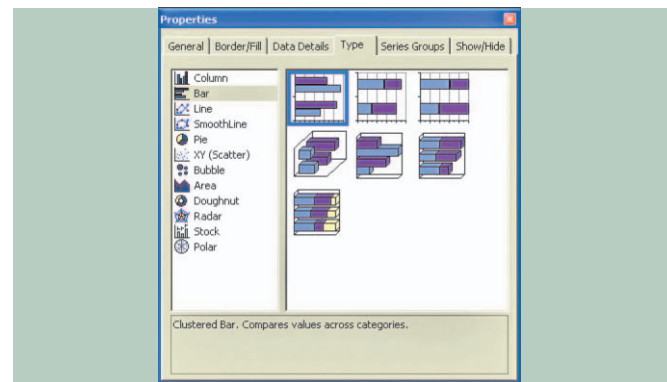 Properties
General Border/Fill Data Details Type Series Groups Show/Hide
Column
Bar
Line
SmoothLine
Pie
XY (Scatter)
Bubble
Area
Doughnut
Radar
Stock
Polar
Clustered Bar. Compares values across categories.